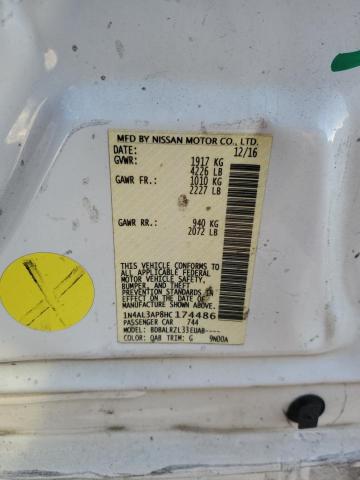 MFD BY NISSAN MOTOR CO., LTD.
12/16
GVWR: 1917 KG
4226 LB
GAWR FR: 1010 KG
2227 LB
GAWR RR: 940 KG
2072 LB
THIS VEHICLE CONFORMS TO
ALL APPLICABLE FEDERAL
MOTOR VEHICLE SAFETY,
BUMPER, AND THEFT
PREVENTION STANDARDS IN
EFFECT ON THE DATE OF
MANUFACTURE SHOWN ABOVE.
1N4AL3AP8HC174486
PASSENGER CAR 744
MODEL: BDBALRZL33EUAB----
COLOR: QAB TRIM: G 9N00A